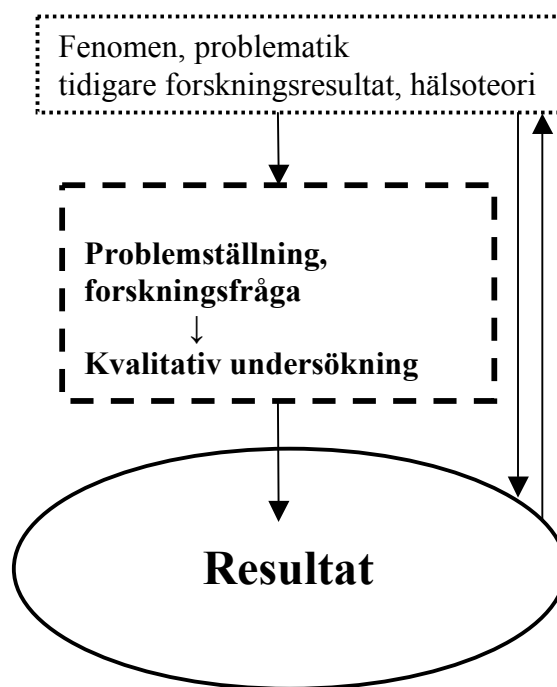 Fenomen, problematik
tidigare forskningsresultat, hälsoteori
Problemställning,
forskningsfråga
↓
Kvalitativ undersökning
Resultat